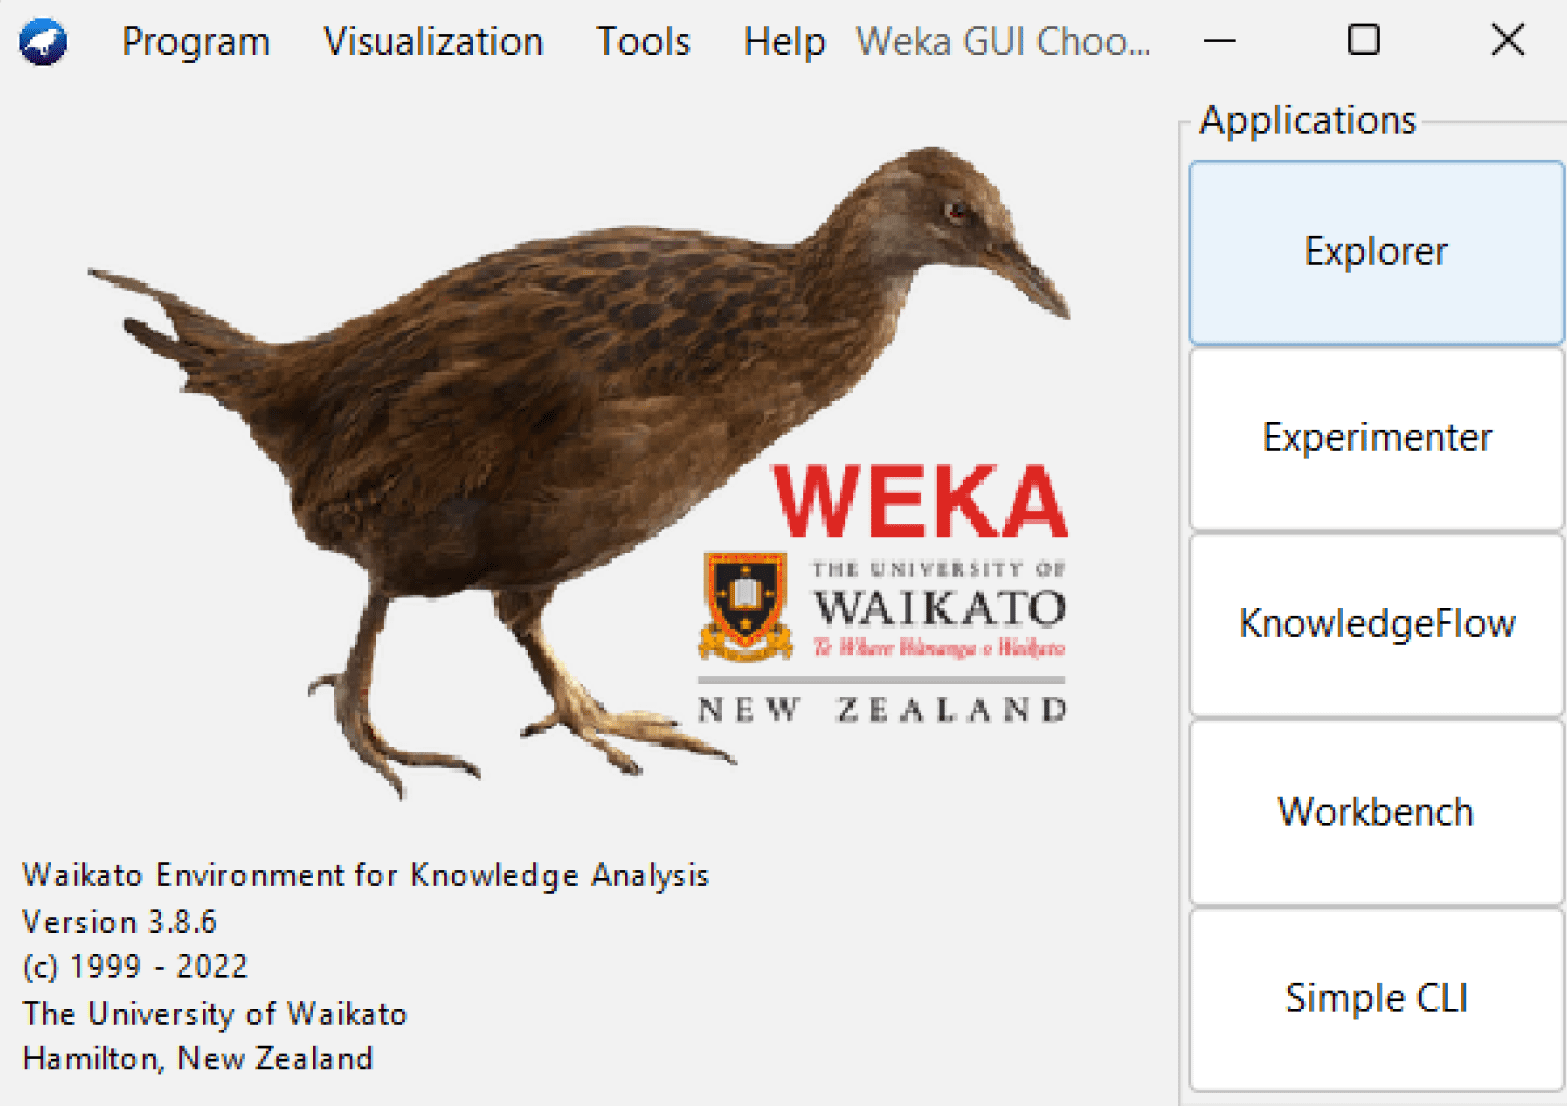 Program Visualization Tools Help Weka GUI Choo...
Applications
Explorer
Experimenter
KnowledgeFlow
Workbench
Simple CLI
WEKA
THE UNIVERSITY OF
WAIKATO
Te Whare Wānanga o Waikato
NEW ZEALAND
Waikato Environment for Knowledge Analysis
Version 3.8.6
(c) 1999 - 2022
The University of Waikato
Hamilton, New Zealand